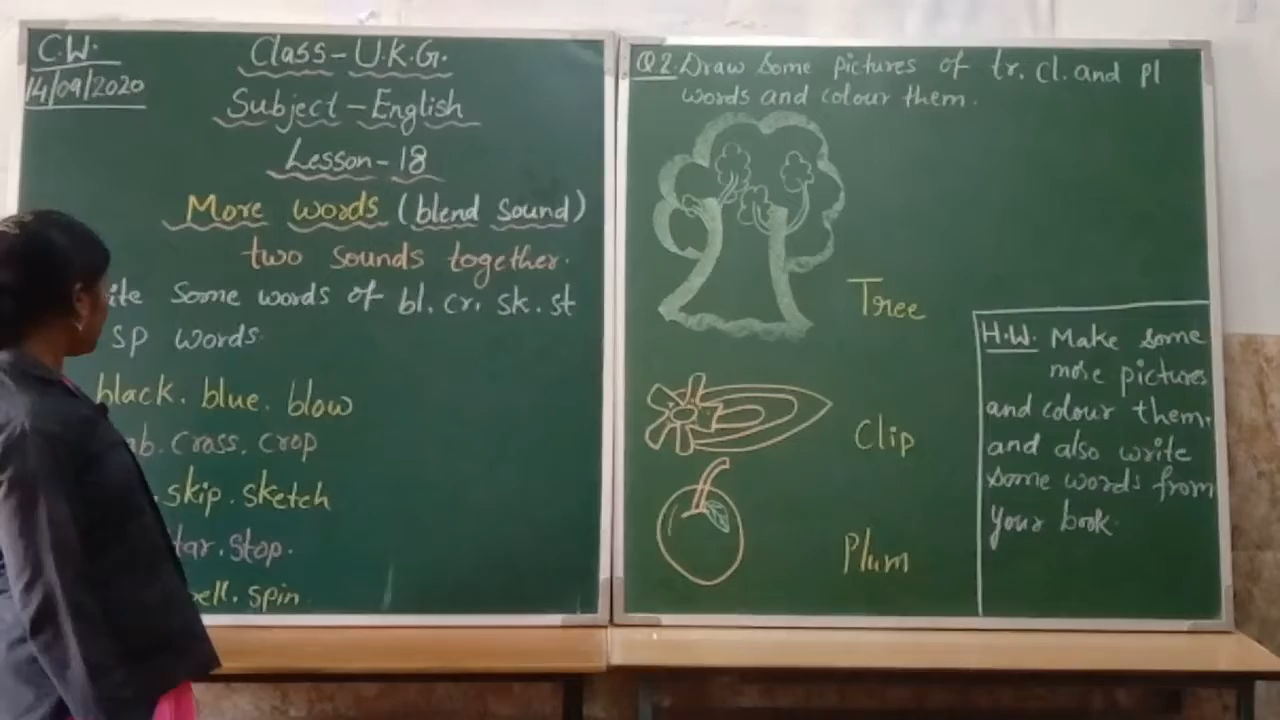 C.W.
14/09/2020
Class-U.K.G.
Subject-English
Lesson-18
More words (blend sound)
two sounds together.
some words of bl. cr. sk. st
sp words.
black. blue. blow
cross. crop
skip. sketch
stop.
spin
Q2. Draw some pictures of tr. cl. and pl
words and colour them.
Tree
Clip
Plum
H.W. Make some
more pictures
and colour them.
and also write
some words from
your book.